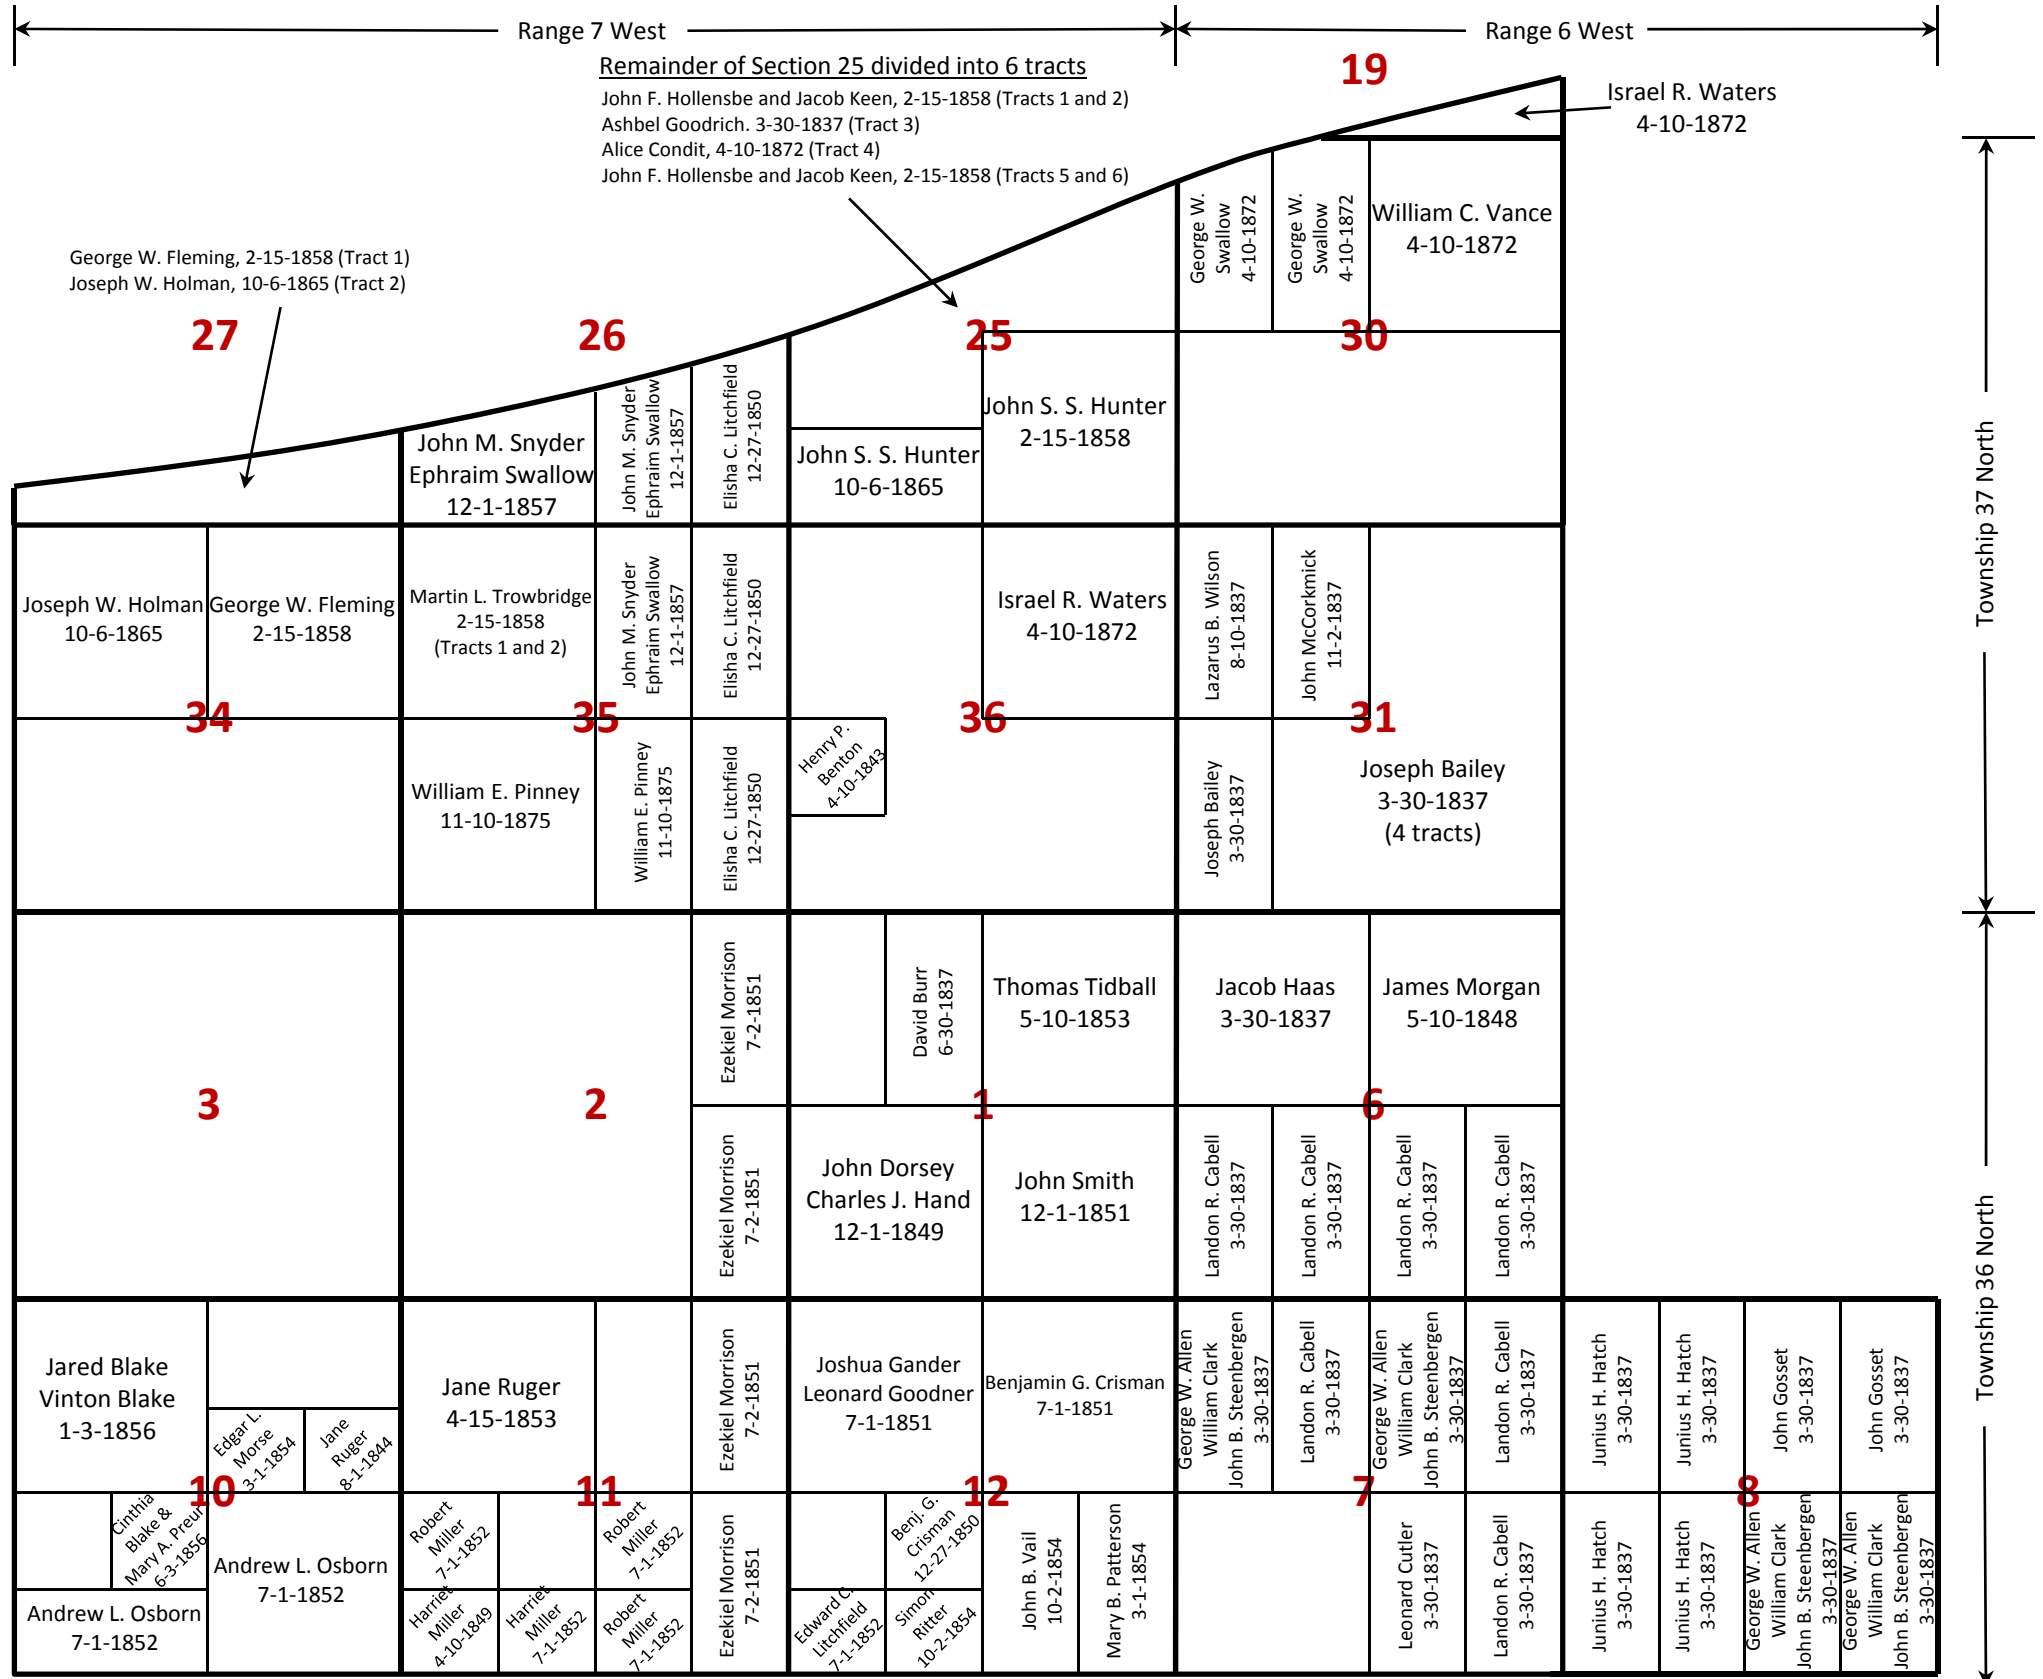 Range 7 West
Range 6 West
Remainder of Section 25 divided into 6 tracts
John F. Hollensbe and Jacob Keen, 2-15-1858 (Tracts 1 and 2)
Ashbel Goodrich. 3-30-1837 (Tract 3)
Alice Condit, 4-10-1872 (Tract 4)
John F. Hollensbe and Jacob Keen, 2-15-1858 (Tracts 5 and 6)
19
Israel R. Waters
4-10-1872
George W. Fleming, 2-15-1858 (Tract 1)
Joseph W. Holman, 10-6-1865 (Tract 2)
George W.
Swallow
4-10-1872
George W.
Swallow
4-10-1872
William C. Vance
4-10-1872
27
26
25
30
John M. Snyder
Ephraim Swallow
12-1-1857
John M. Snyder
Ephraim Swallow
12-1-1857
Elisha C. Litchfield
12-27-1850
John S. S. Hunter
10-6-1865
John S. S. Hunter
2-15-1858
Township 37 North
Joseph W. Holman
10-6-1865
George W. Fleming
2-15-1858
Martin L. Trowbridge
2-15-1858
(Tracts 1 and 2)
John M. Snyder
Ephraim Swallow
12-1-1857
Elisha C. Litchfield
12-27-1850
Israel R. Waters
4-10-1872
Lazarus B. Wilson
8-10-1837
John McCorkmick
11-2-1837
34
35
36
31
William E. Pinney
11-10-1875
William E. Pinney
11-10-1875
Elisha C. Litchfield
12-27-1850
Henry P.
Benton
4-10-1843
Joseph Bailey
3-30-1837
Joseph Bailey
3-30-1837
(4 tracts)
Ezekiel Morrison
7-2-1851
David Burr
6-30-1837
Thomas Tidball
5-10-1853
Jacob Haas
3-30-1837
James Morgan
5-10-1848
3
2
1
6
Ezekiel Morrison
7-2-1851
John Dorsey
Charles J. Hand
12-1-1849
John Smith
12-1-1851
Landon R. Cabell
3-30-1837
Landon R. Cabell
3-30-1837
Landon R. Cabell
3-30-1837
Landon R. Cabell
3-30-1837
Township 36 North
Jared Blake
Vinton Blake
1-3-1856
Edgar L.
Morse
3-1-1854
Jane
Ruger
8-1-1844
Jane Ruger
4-15-1853
Ezekiel Morrison
7-2-1851
Joshua Gander
Leonard Goodner
7-1-1851
Benjamin G. Crisman
7-1-1851
George W. Allen
William Clark
John B. Steenbergen
3-30-1837
Landon R. Cabell
3-30-1837
George W. Allen
William Clark
John B. Steenbergen
3-30-1837
Landon R. Cabell
3-30-1837
Junius H. Hatch
3-30-1837
Junius H. Hatch
3-30-1837
John Gosset
3-30-1837
John Gosset
3-30-1837
10
11
12
7
8
Cinthia
Blake &
Mary A. Preur
6-3-1856
Andrew L. Osborn
7-1-1852
Andrew L. Osborn
7-1-1852
Robert
Miller
7-1-1852
Robert
Miller
7-1-1852
Harriet
Miller
4-10-1849
Harriet
Miller
7-1-1852
Robert
Miller
7-1-1852
Ezekiel Morrison
7-2-1851
Benj. G.
Crisman
12-27-1850
Edward C.
Litchfield
7-1-1852
Simon
Ritter
10-2-1854
John B. Vail
10-2-1854
Mary B. Patterson
3-1-1854
Leonard Cutler
3-30-1837
Landon R. Cabell
3-30-1837
Junius H. Hatch
3-30-1837
Junius H. Hatch
3-30-1837
George W. Allen
William Clark
John B. Steenbergen
3-30-1837
George W. Allen
William Clark
John B. Steenbergen
3-30-1837